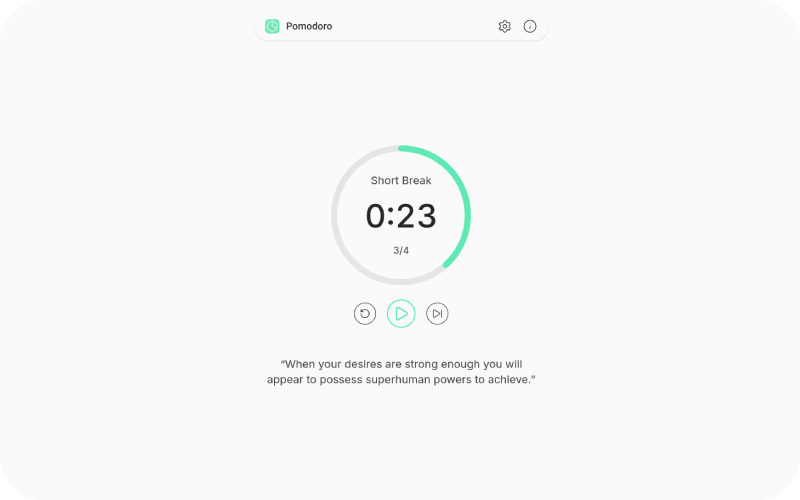 Pomodoro
Short Break
0:23
3/4
“When your desires are strong enough you will
appear to possess superhuman powers to achieve.”